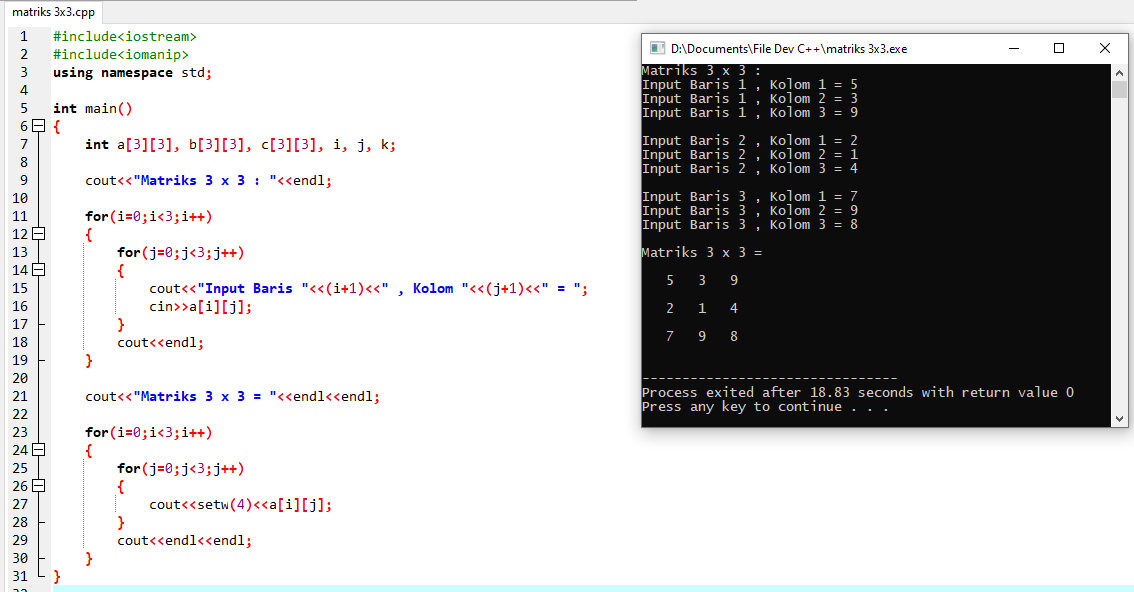 matriks 3x3.cpp
1 #include<iostream>
2 #include<iomanip>
3 using namespace std;
4
5 int main()
6 {
7 int a[3][3], b[3][3], c[3][3], i, j, k;
8
9 cout<<"Matriks 3 x 3 : "<<endl;
10
11 for(i=0;i<3;i++)
12 {
13 for(j=0;j<3;j++)
14 {
15 cout<<"Input Baris "<<(i+1)<<" , Kolom "<<(j+1)<<" = ";
16 cin>>a[i][j];
17 }
18 cout<<endl;
19 }
20
21 cout<<"Matriks 3 x 3 = "<<endl<<endl;
22
23 for(i=0;i<3;i++)
24 {
25 for(j=0;j<3;j++)
26 {
27 cout<<setw(4)<<a[i][j];
28 }
29 cout<<endl<<endl;
30 }
31 }
D:\Documents\File Dev C++\matriks 3x3.exe
Matriks 3 x 3 :
Input Baris 1 , Kolom 1 = 5
Input Baris 1 , Kolom 2 = 3
Input Baris 1 , Kolom 3 = 9
Input Baris 2 , Kolom 1 = 2
Input Baris 2 , Kolom 2 = 1
Input Baris 2 , Kolom 3 = 4
Input Baris 3 , Kolom 1 = 7
Input Baris 3 , Kolom 2 = 9
Input Baris 3 , Kolom 3 = 8
Matriks 3 x 3 =
5 3 9
2 1 4
7 9 8
--------------------------------
Process exited after 18.83 seconds with return value 0
Press any key to continue . . .